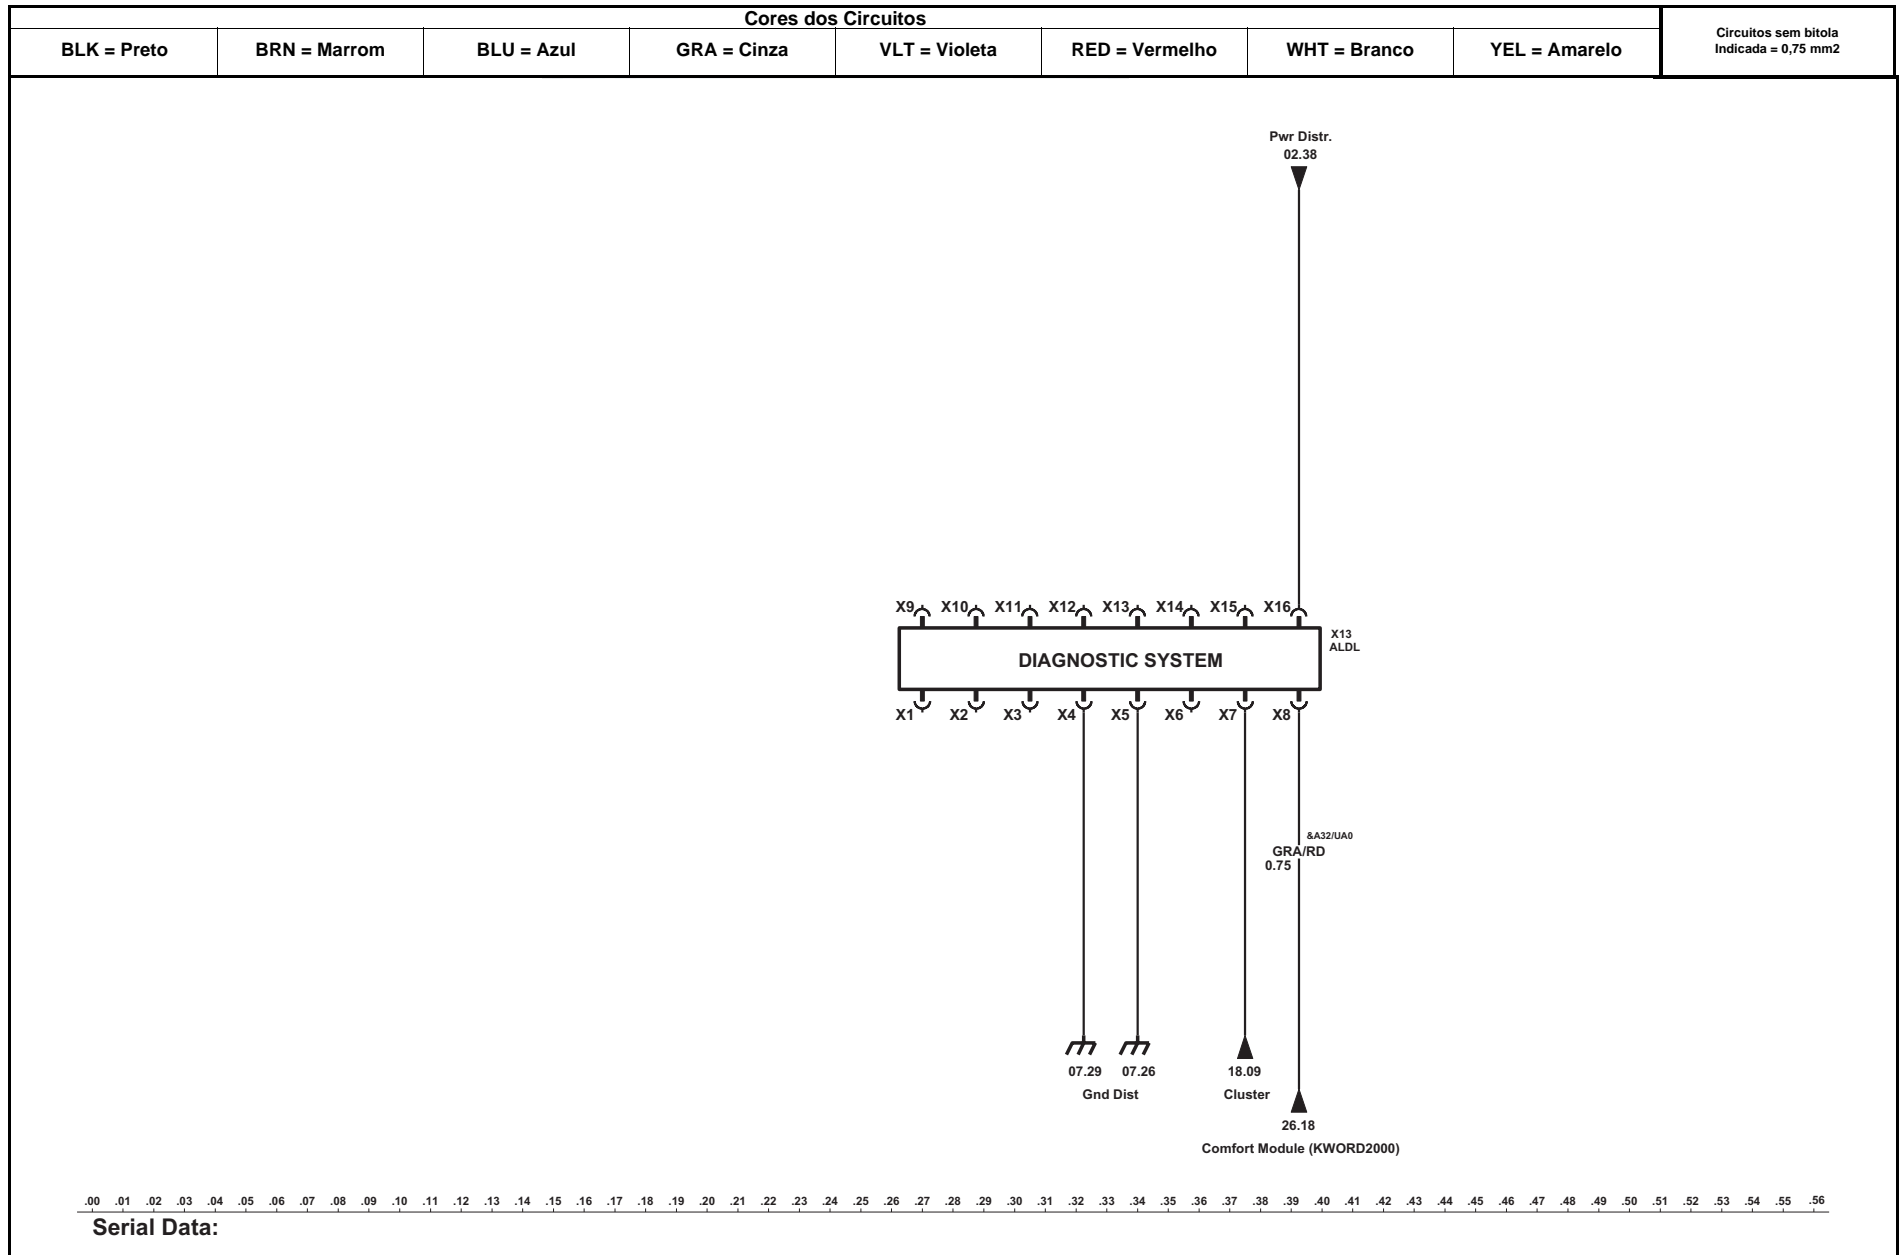 Cores dos Circuitos
BLK = Preto
BRN = Marrom
BLU = Azul
GRA = Cinza
VLT = Violeta
RED = Vermelho
WHT = Branco
YEL = Amarelo
Circuitos sem bitola
Indicada = 0,75 mm2
Pwr Distr.
02.38
X9 X10 X11 X12 X13 X14 X15 X16
DIAGNOSTIC SYSTEM
X13
ALDL
X1 X2 X3 X4 X5 X6 X7 X8
&A32/UA0
GRA/RD
0.75
07.29 07.26
Gnd Dist
18.09
Cluster
26.18
Comfort Module (KWORD2000)
.00 .01 .02 .03 .04 .05 .06 .07 .08 .09 .10 .11 .12 .13 .14 .15 .16 .17 .18 .19 .20 .21 .22 .23 .24 .25 .26 .27 .28 .29 .30 .31 .32 .33 .34 .35 .36 .37 .38 .39 .40 .41 .42 .43 .44 .45 .46 .47 .48 .49 .50 .51 .52 .53 .54 .55 .56
Serial Data: